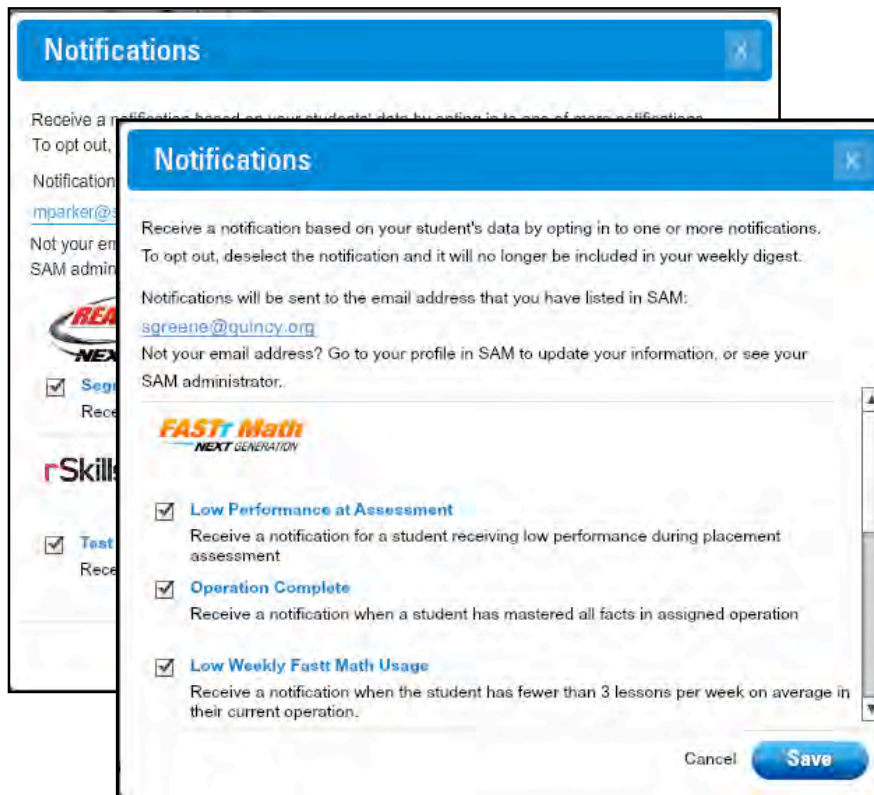 Notifications
X
Receive a notification based on your students' data by opting in to one of more notifications
To opt out,
Notification
mparker@
Not your em
SAM admin
REA
NEX
Seg
Rece
rSkills
Test
Rece
Notifications
X
Receive a notification based on your student's data by opting in to one or more notifications.
To opt out, deselect the notification and it will no longer be included in your weekly digest.
Notifications will be sent to the email address that you have listed in SAM:
sgreene@quincy.org
Not your email address? Go to your profile in SAM to update your information, or see your
SAM administrator.
FASTT Math
NEXT GENERATION
Low Performance at Assessment
Receive a notification for a student receiving low performance during placement
assessment
Operation Complete
Receive a notification when a student has mastered all facts in assigned operation
Low Weekly Fastt Math Usage
Receive a notification when the student has fewer than 3 lessons per week on average in
their current operation.
Cancel
Save